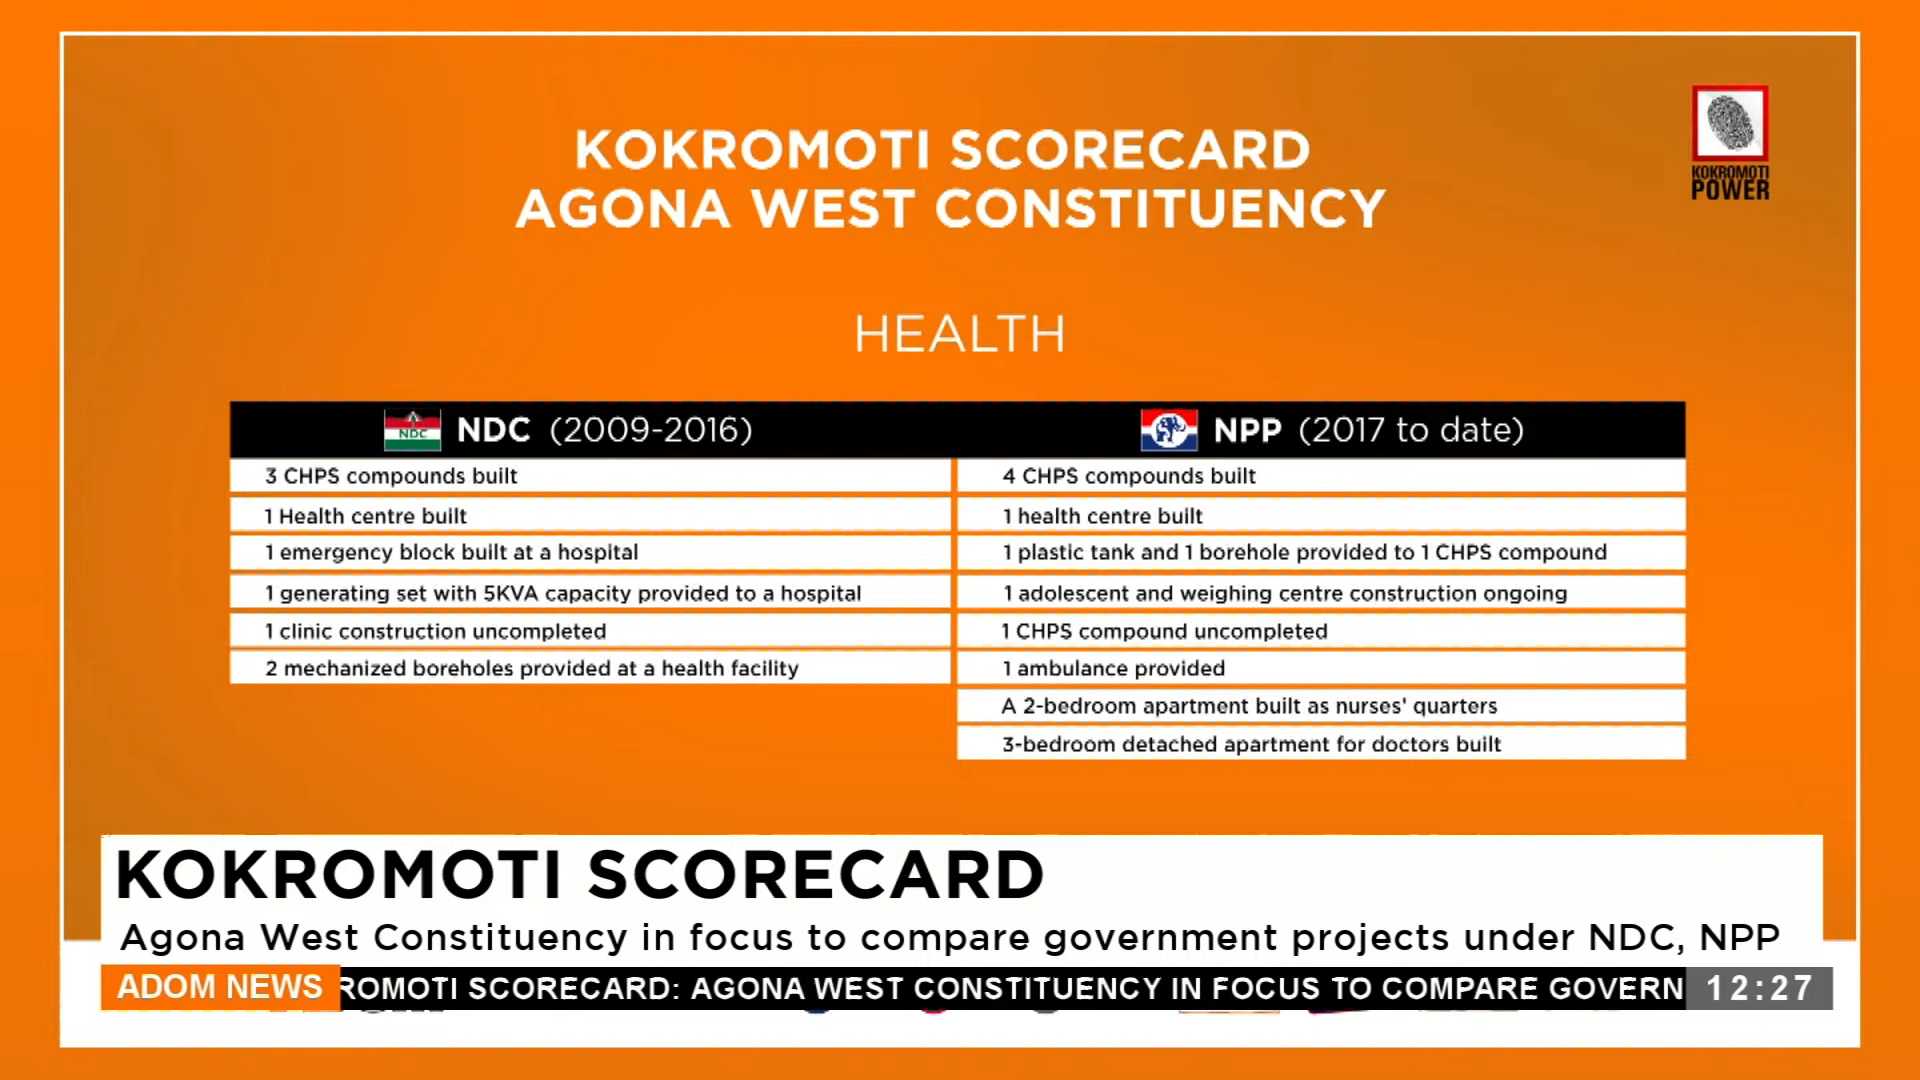 KOKROMOTI SCORECARD
AGONA WEST CONSTITUENCY
KOKROMOTI
POWER
HEALTH
NDC NDC (2009-2016)
NPP (2017 to date)
3 CHPS compounds built
4 CHPS compounds built
1 Health centre built
1 health centre built
1 emergency block built at a hospital
1 plastic tank and 1 borehole provided to 1 CHPS compound
1 generating set with 5KVA capacity provided to a hospital
1 adolescent and weighing centre construction ongoing
1 clinic construction uncompleted
1 CHPS compound uncompleted
2 mechanized boreholes provided at a health facility
1 ambulance provided
A 2-bedroom apartment built as nurses' quarters
3-bedroom detached apartment for doctors built
KOKROMOTI SCORECARD
Agona West Constituency in focus to compare government projects under NDC, NPP
ADOM NEWS
ROMOTI SCORECARD: AGONA WEST CONSTITUENCY IN FOCUS TO COMPARE GOVERN
12:27